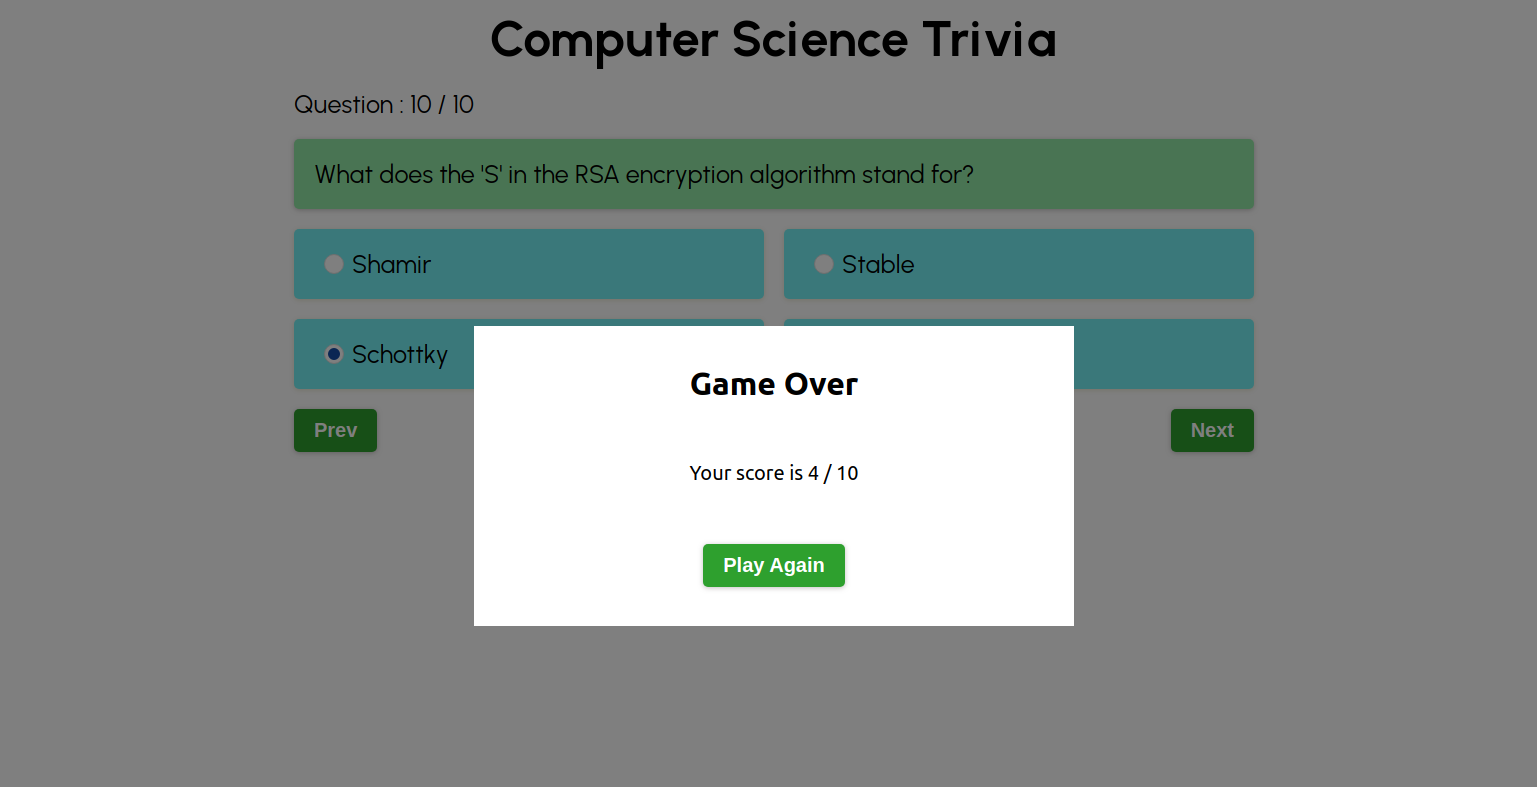 Computer Science Trivia
Question : 10 / 10
What does the 'S' in the RSA encryption algorithm stand for?
Shamir
Stable
Schottky
Game Over
Prev
Next
Your score is 4 / 10
Play Again